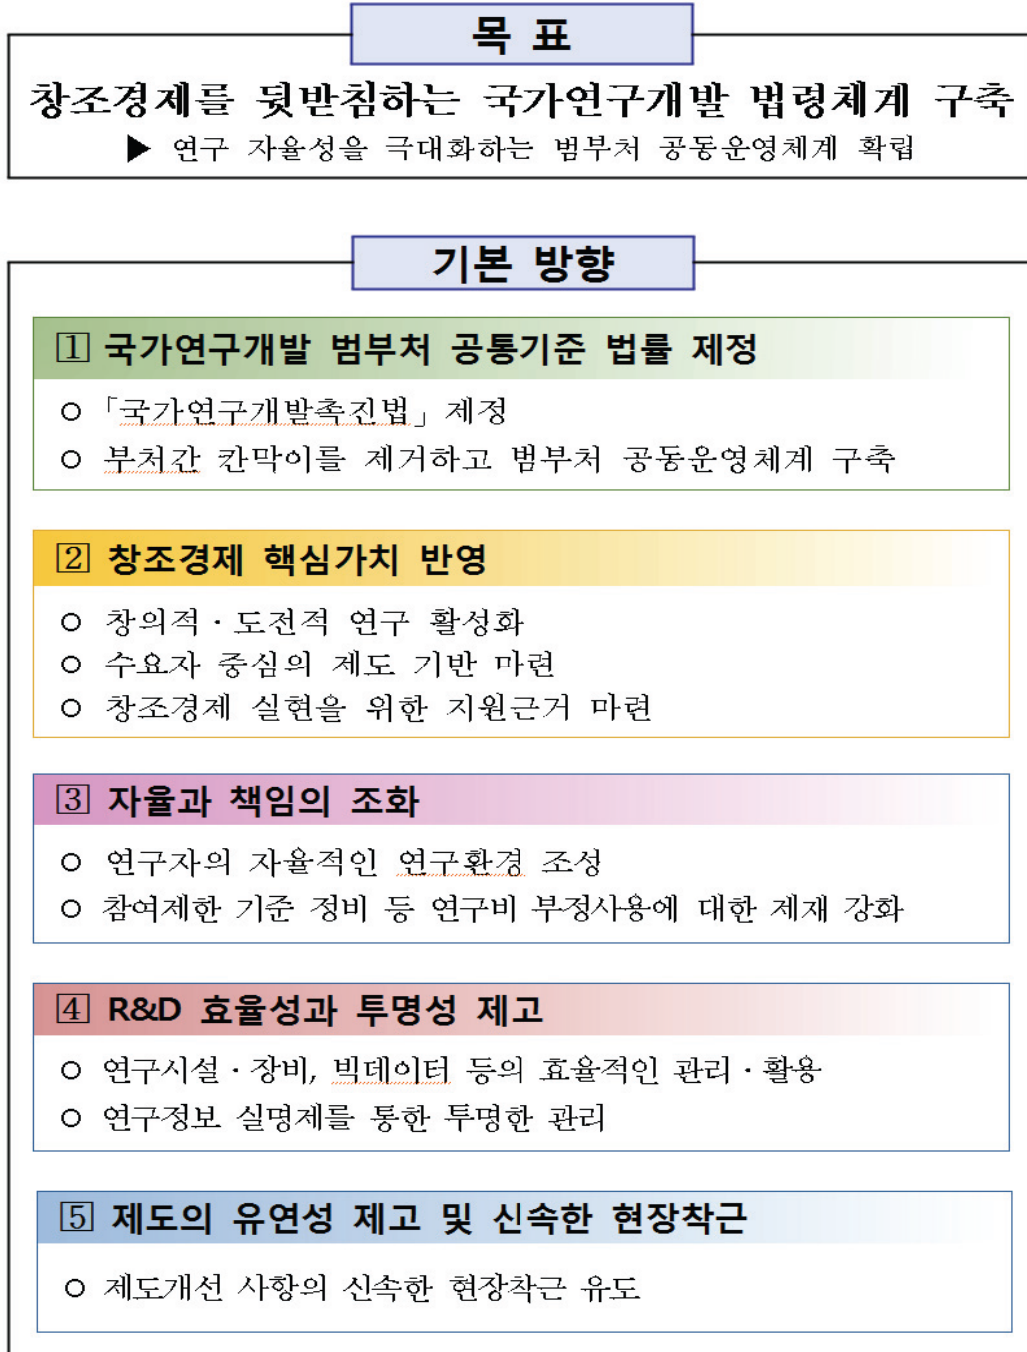 목 표
창조경제를 뒷받침하는 국가연구개발 법령체계 구축
▶ 연구 자율성을 극대화하는 범부처 공동운영체계 확립
기본 방향
1 국가연구개발 범부처 공통기준 법률 제정
○ 「국가연구개발촉진법」 제정
○ 부처간 칸막이를 제거하고 범부처 공동운영체계 구축
2 창조경제 핵심가치 반영
○ 창의적·도전적 연구 활성화
○ 수요자 중심의 제도 기반 마련
○ 창조경제 실현을 위한 지원근거 마련
3 자율과 책임의 조화
○ 연구자의 자율적인 연구환경 조성
○ 참여제한 기준 정비 등 연구비 부정사용에 대한 제재 강화
4 R&D 효율성과 투명성 제고
○ 연구시설·장비, 빅데이터 등의 효율적인 관리·활용
○ 연구정보 실명제를 통한 투명한 관리
5 제도의 유연성 제고 및 신속한 현장착근
○ 제도개선 사항의 신속한 현장착근 유도